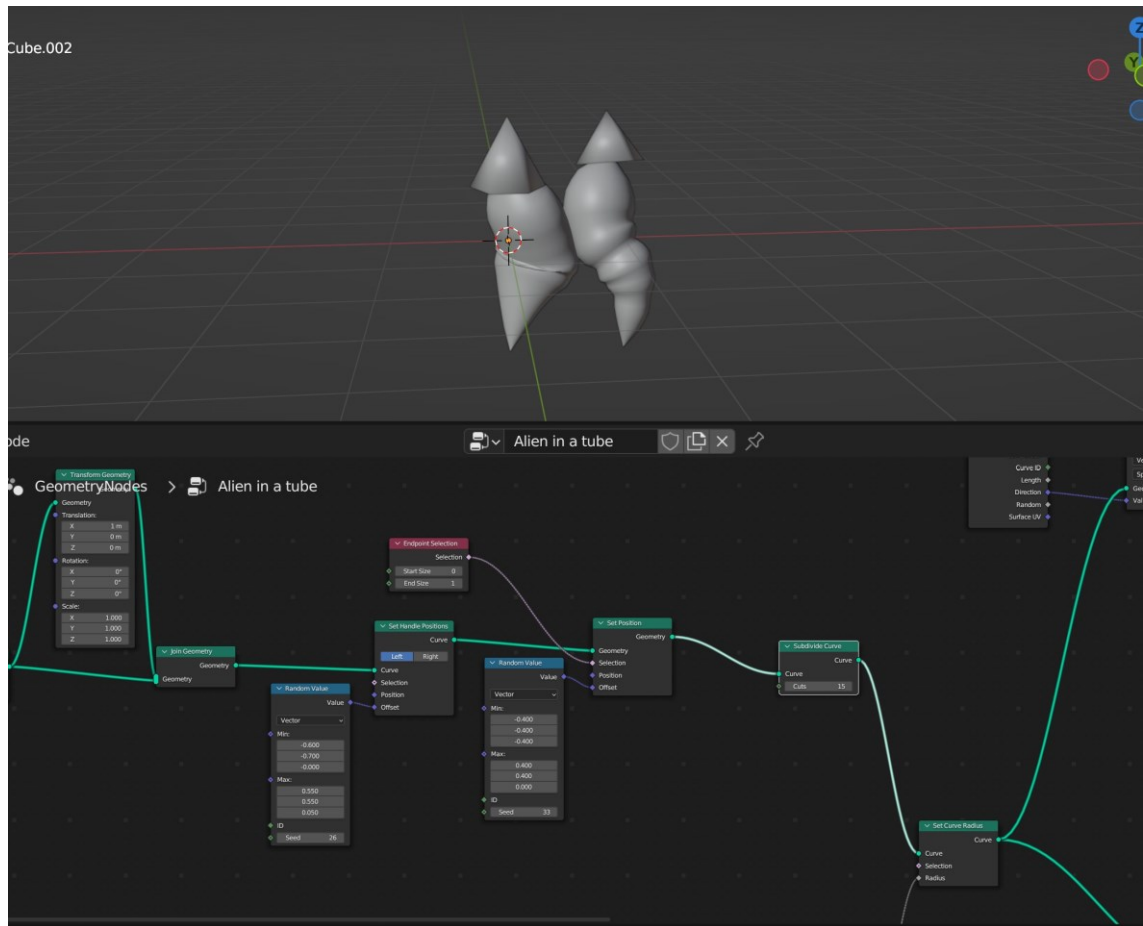 Cube.002
Z
Y
ode
Alien in a tube
GeometryNodes > Alien in a tube
Transform Geometry
Geometry
Translation:
X 1 m
Y 0 m
Z 0 m
Rotation:
X 0°
Y 0°
Z 0°
Scale:
X 1.000
Y 1.000
Z 1.000
Join Geometry
Geometry
Geometry
Random Value
Value
Vector
Min:
-0.600
-0.700
-0.000
Max:
0.550
0.550
0.050
ID
Seed 26
Endpoint Selection
Selection
Start Size 0
End Size 1
Set Handle Positions
Curve
Left Right
Curve
Selection
Position
Offset
Random Value
Value
Vector
Min:
-0.400
-0.400
-0.400
Max:
0.400
0.400
0.000
ID
Seed 33
Set Position
Geometry
Geometry
Selection
Position
Offset
Subdivide Curve
Curve
Curve
Cuts 15
Set Curve Radius
Curve
Curve
Selection
Radius
Curve ID
Length
Direction
Random
Surface UV
Ve
Sp
Geo
Val